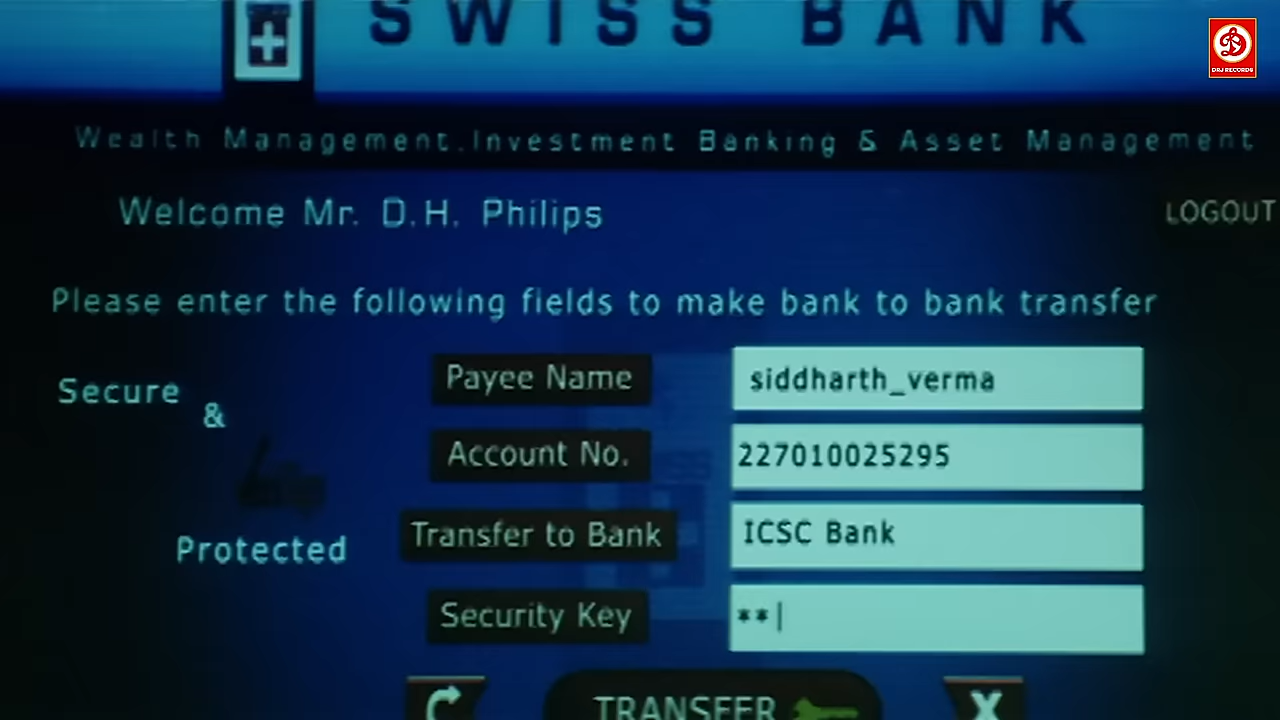 SWISS BANK
DRJ RECORDS
Wealth Management.Investment Banking & Asset Management
Welcome Mr. D.H. Philips
LOGOUT
Please enter the following fields to make bank to bank transfer
Secure
&
Protected
Payee Name siddharth_verma
Account No. 227010025295
Transfer to Bank ICSC Bank
Security Key **
TRANSFER X